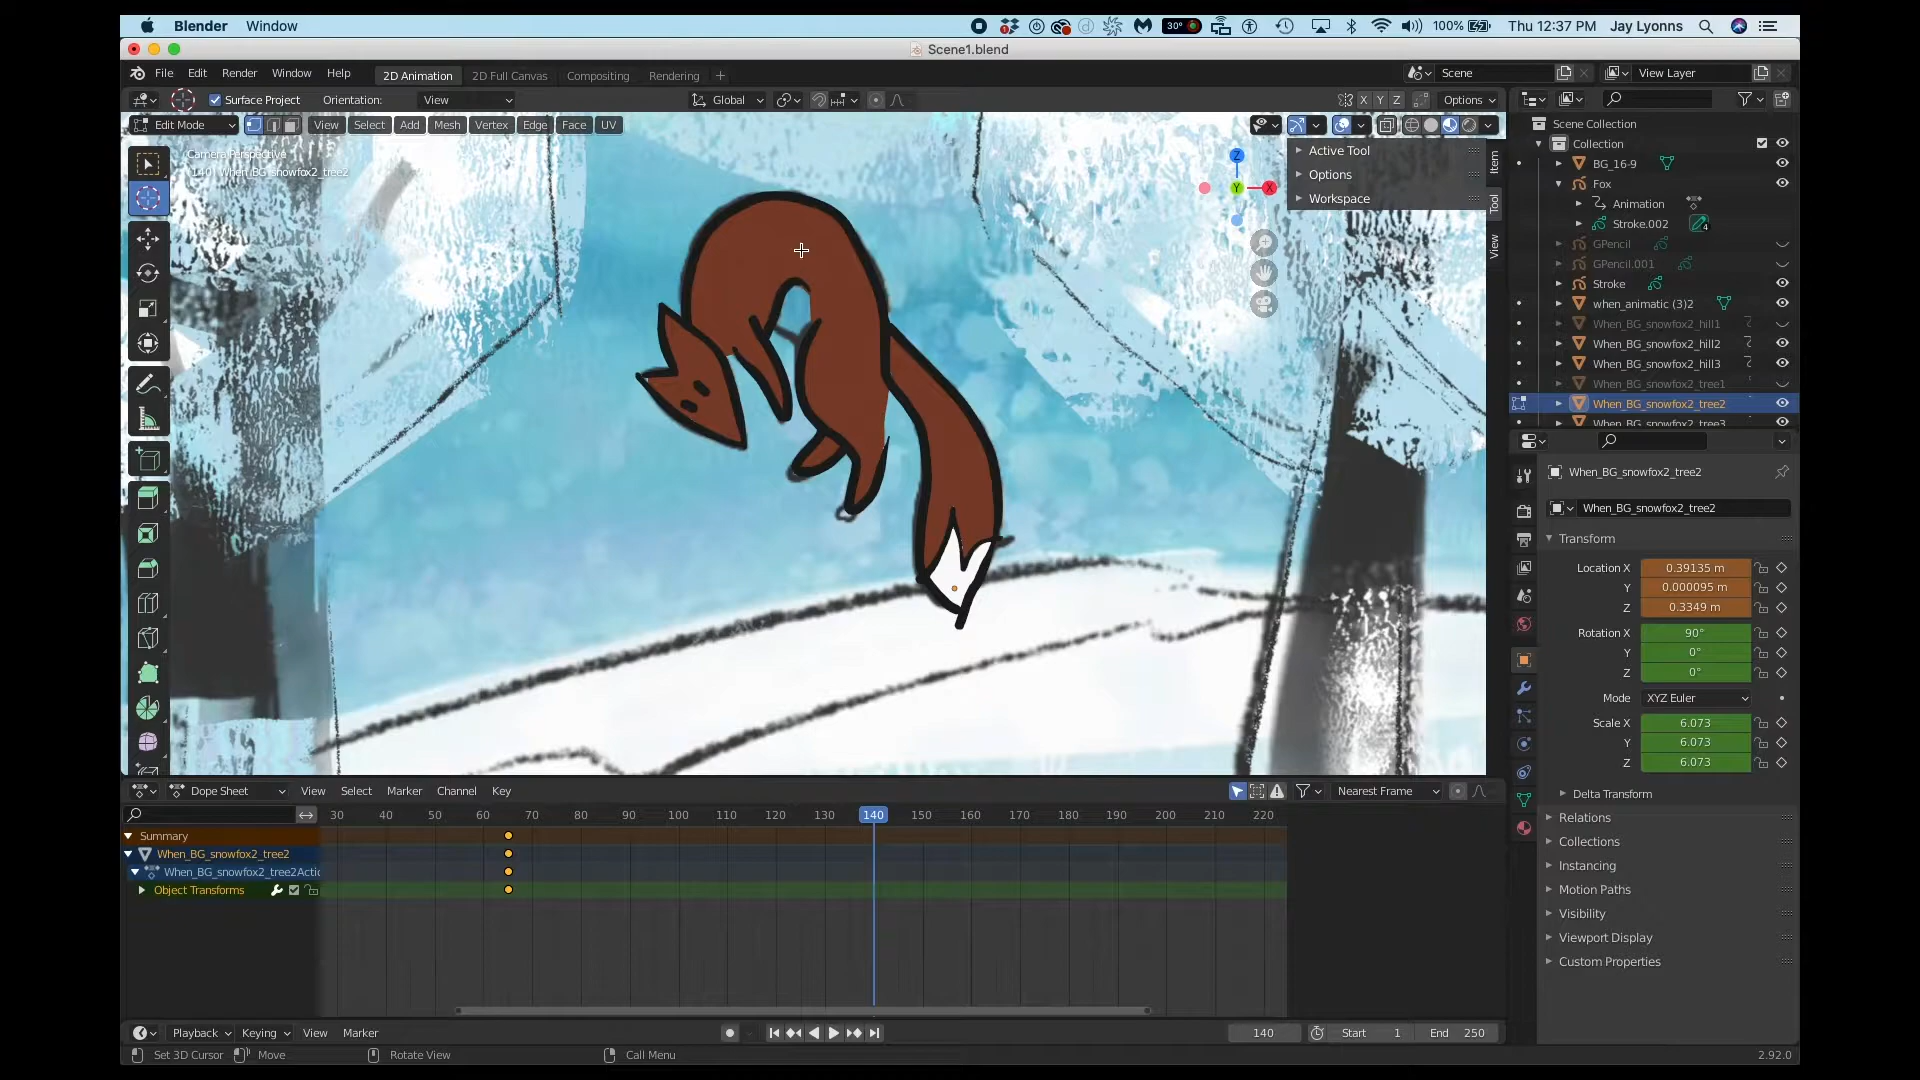 Blender Window 30° 100% Thu 12:37 PM Jay Lyonns
Scene1.blend
File Edit Render Window Help 2D Animation 2D Full Canvas Compositing Rendering + Scene View Layer
Surface Project Orientation: View Global X Y Z Options
Edit Mode View Select Add Mesh Vertex Edge Face UV
Camera Perspective
(140) When_BG_snowfox2_tree2
Z
Y
X
Active Tool
Options
Workspace
Item
Tool
View
Scene Collection
Collection
BG_16-9
Fox
Animation
Stroke.002 4
GPencil
GPencil.001
Stroke
when_animatic (3)2
When_BG_snowfox2_hill1
When_BG_snowfox2_hill2
When_BG_snowfox2_hill3
When_BG_snowfox2_tree1
When_BG_snowfox2_tree2
When_BG_snowfox2_tree3
When_BG_snowfox2_tree2
When_BG_snowfox2_tree2
Transform
Location X 0.39135 m
Y 0.000095 m
Z 0.3349 m
Rotation X 90°
Y 0°
Z 0°
Mode XYZ Euler
Scale X 6.073
Y 6.073
Z 6.073
Delta Transform
Relations
Collections
Instancing
Motion Paths
Visibility
Viewport Display
Custom Properties
Dope Sheet View Select Marker Channel Key Nearest Frame
30 40 50 60 70 80 90 100 110 120 130 140 150 160 170 180 190 200 210 220
Summary
When_BG_snowfox2_tree2
When_BG_snowfox2_tree2Actic
Object Transforms
Playback Keying View Marker 140 Start 1 End 250
Set 3D Cursor Move Rotate View Call Menu 2.92.0